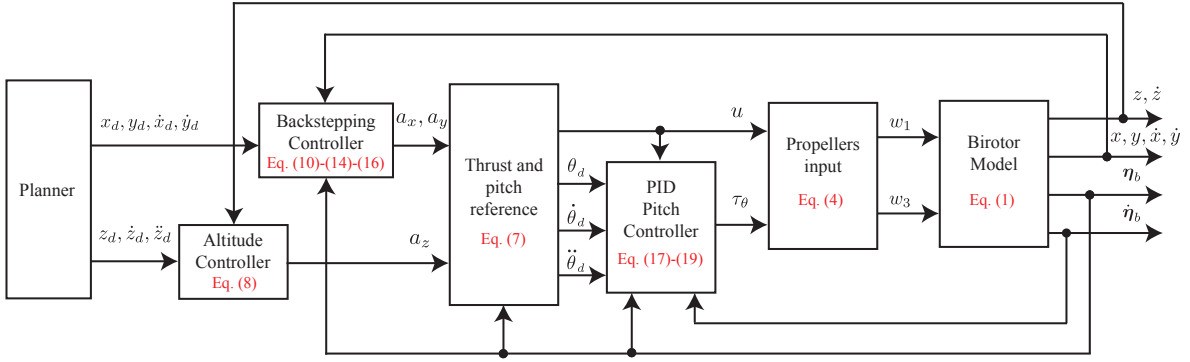 Planner
x_d, y_d, ẋ_d, ẏ_d
z_d, ż_d, z̈_d
Backstepping
Controller
Eq. (10)-(14)-(16)
Altitude
Controller
Eq. (8)
a_x, a_y
a_z
Thrust and
pitch
reference
Eq. (7)
u
θ_d
θ̇_d
θ̈_d
PID
Pitch
Controller
Eq. (17)-(19)
τ_θ
Propellers
input
Eq. (4)
w_1
w_3
Birotor
Model
Eq. (1)
z, ż
x, y, ẋ, ẏ
η_b
η̇_b